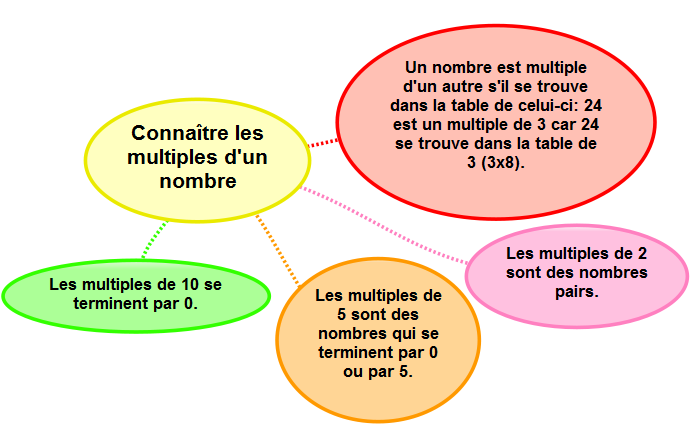 Connaître les
multiples d'un
nombre
Un nombre est multiple
d'un autre s'il se trouve
dans la table de celui-ci: 24
est un multiple de 3 car 24
se trouve dans la table de
3 (3x8).
Les multiples de 2
sont des nombres
pairs.
Les multiples de 5 sont des
nombres qui se
terminent par 0
ou par 5.
Les multiples de 10 se
terminent par 0.